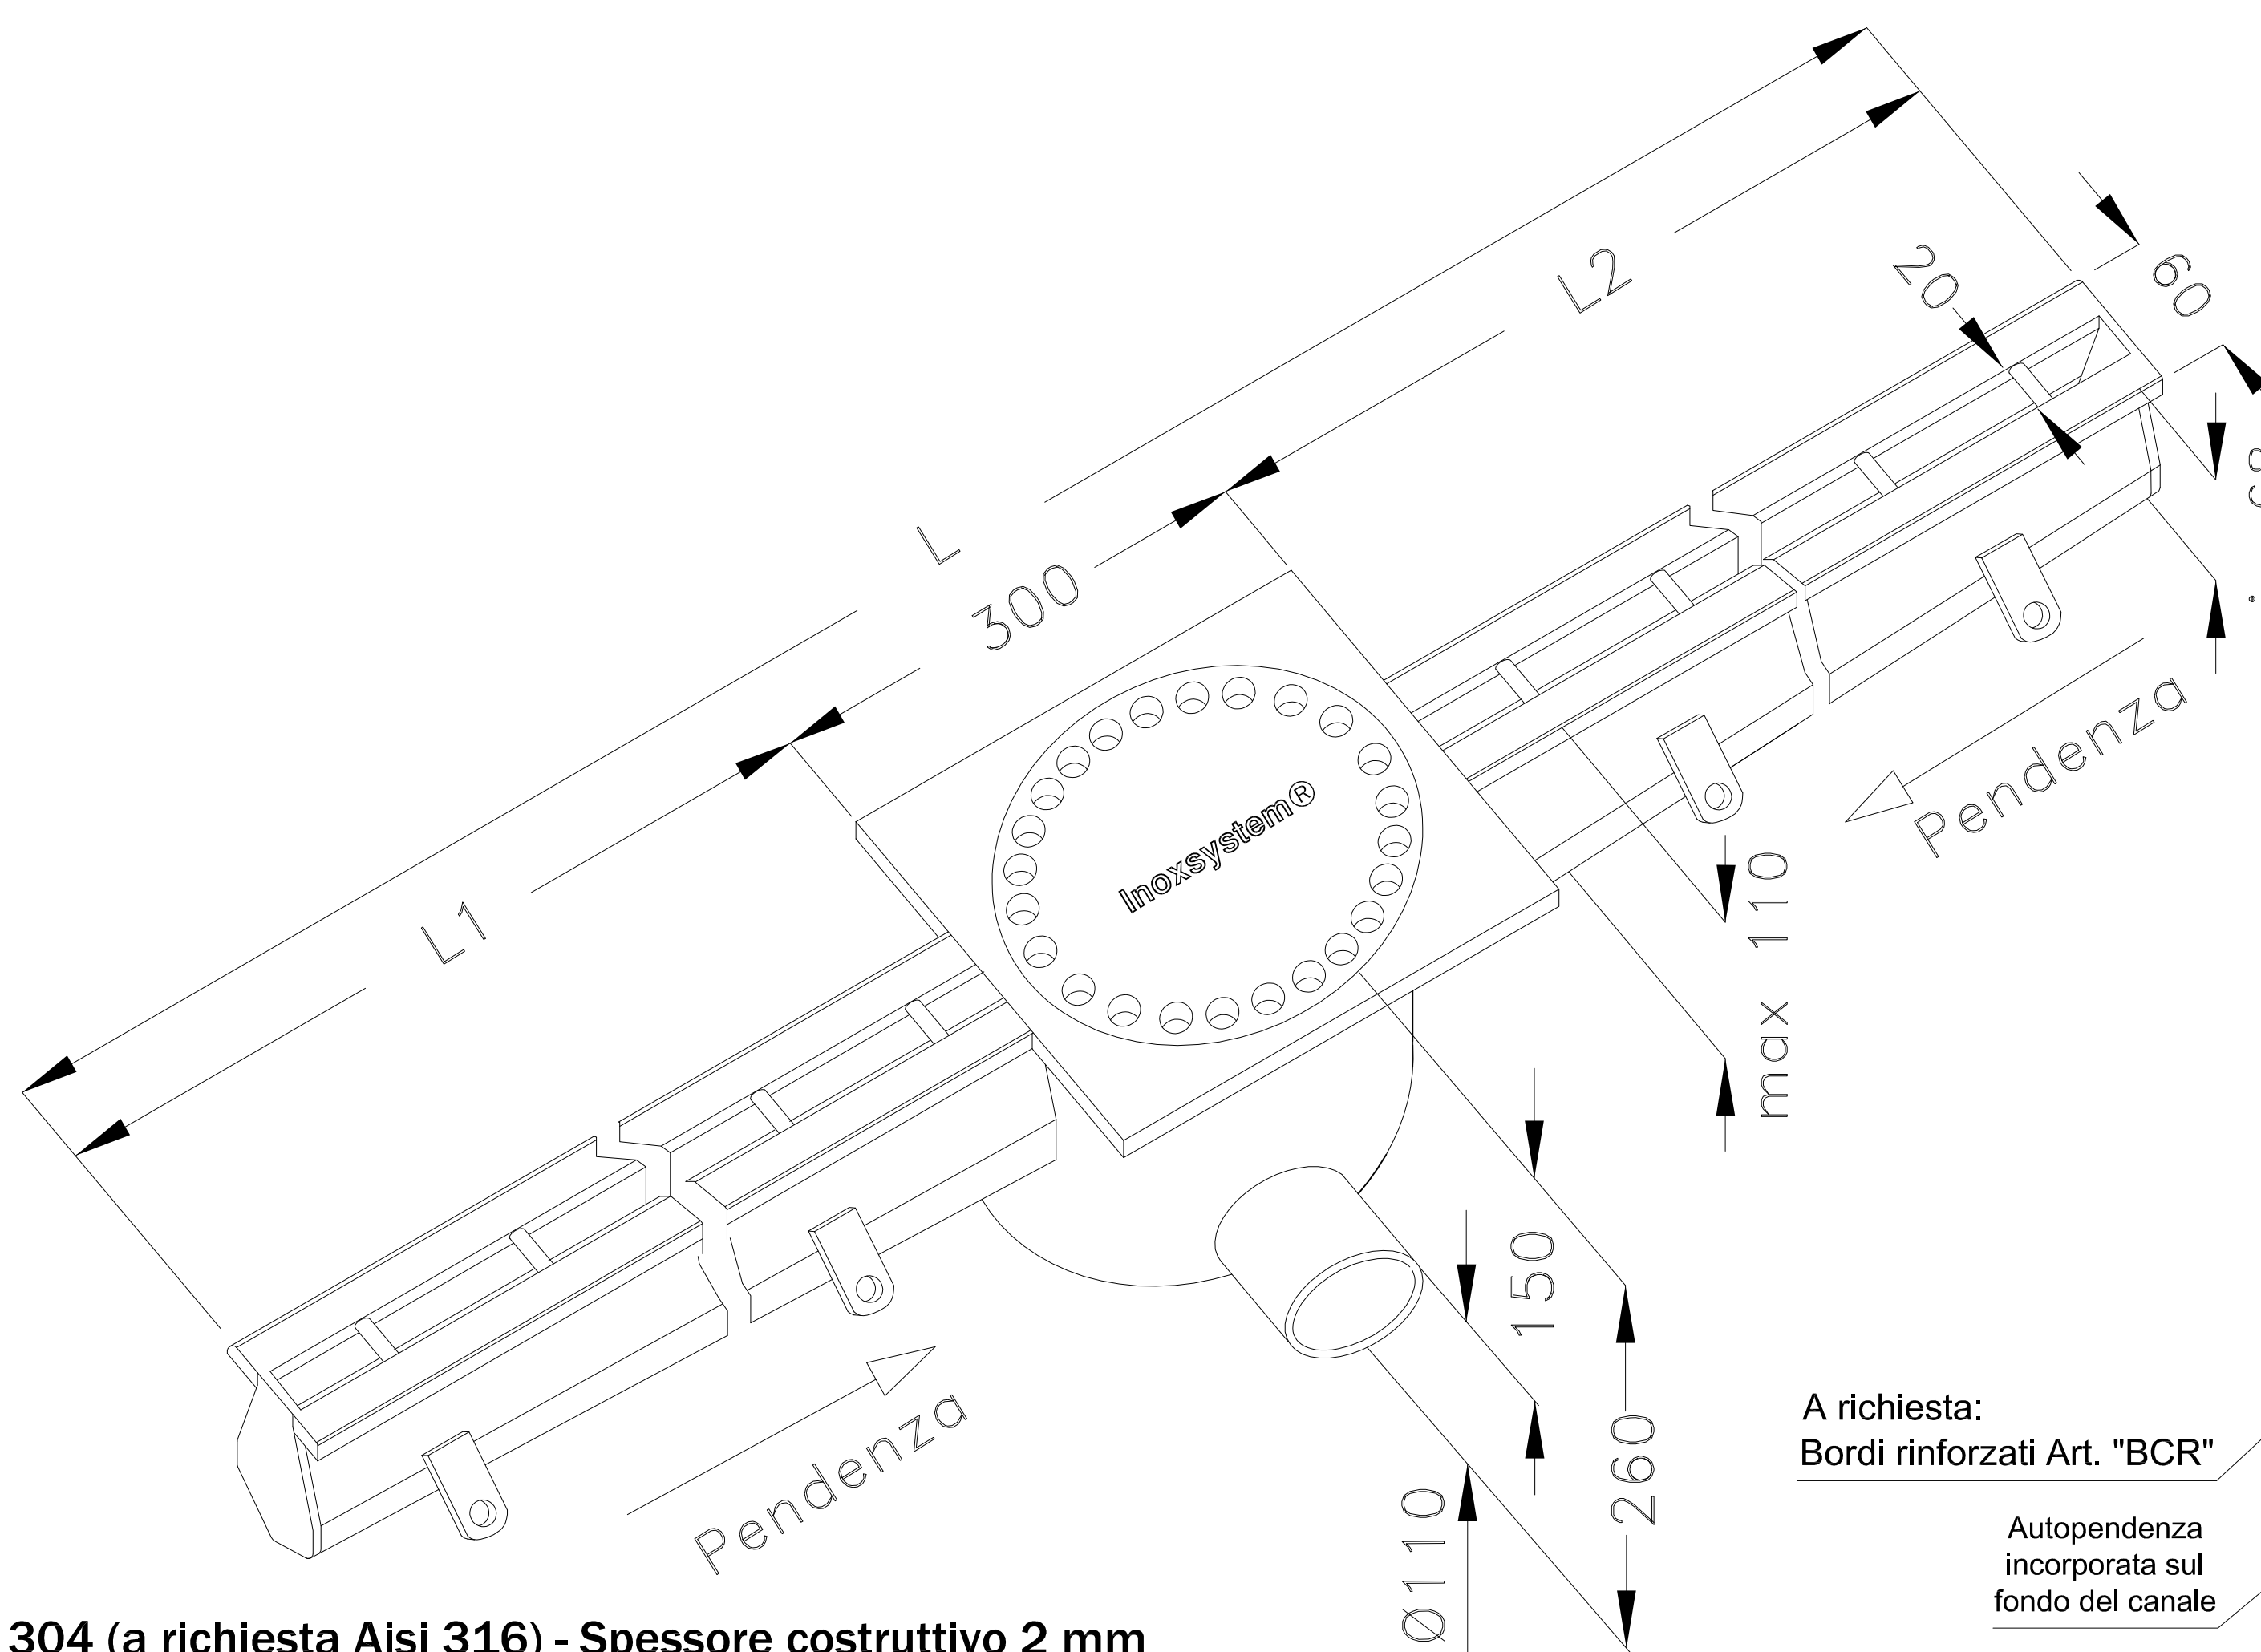 L2
20
60
L
300
L1
Inoxsystem®
Pendenza
max 110
150
260
Ø110
Pendenza
A richiesta:
Bordi rinforzati Art. "BCR"
Autopendenza
incorporata sul
fondo del canale
304 (a richiesta Aisi 316) - Spessore costruttivo 2 mm